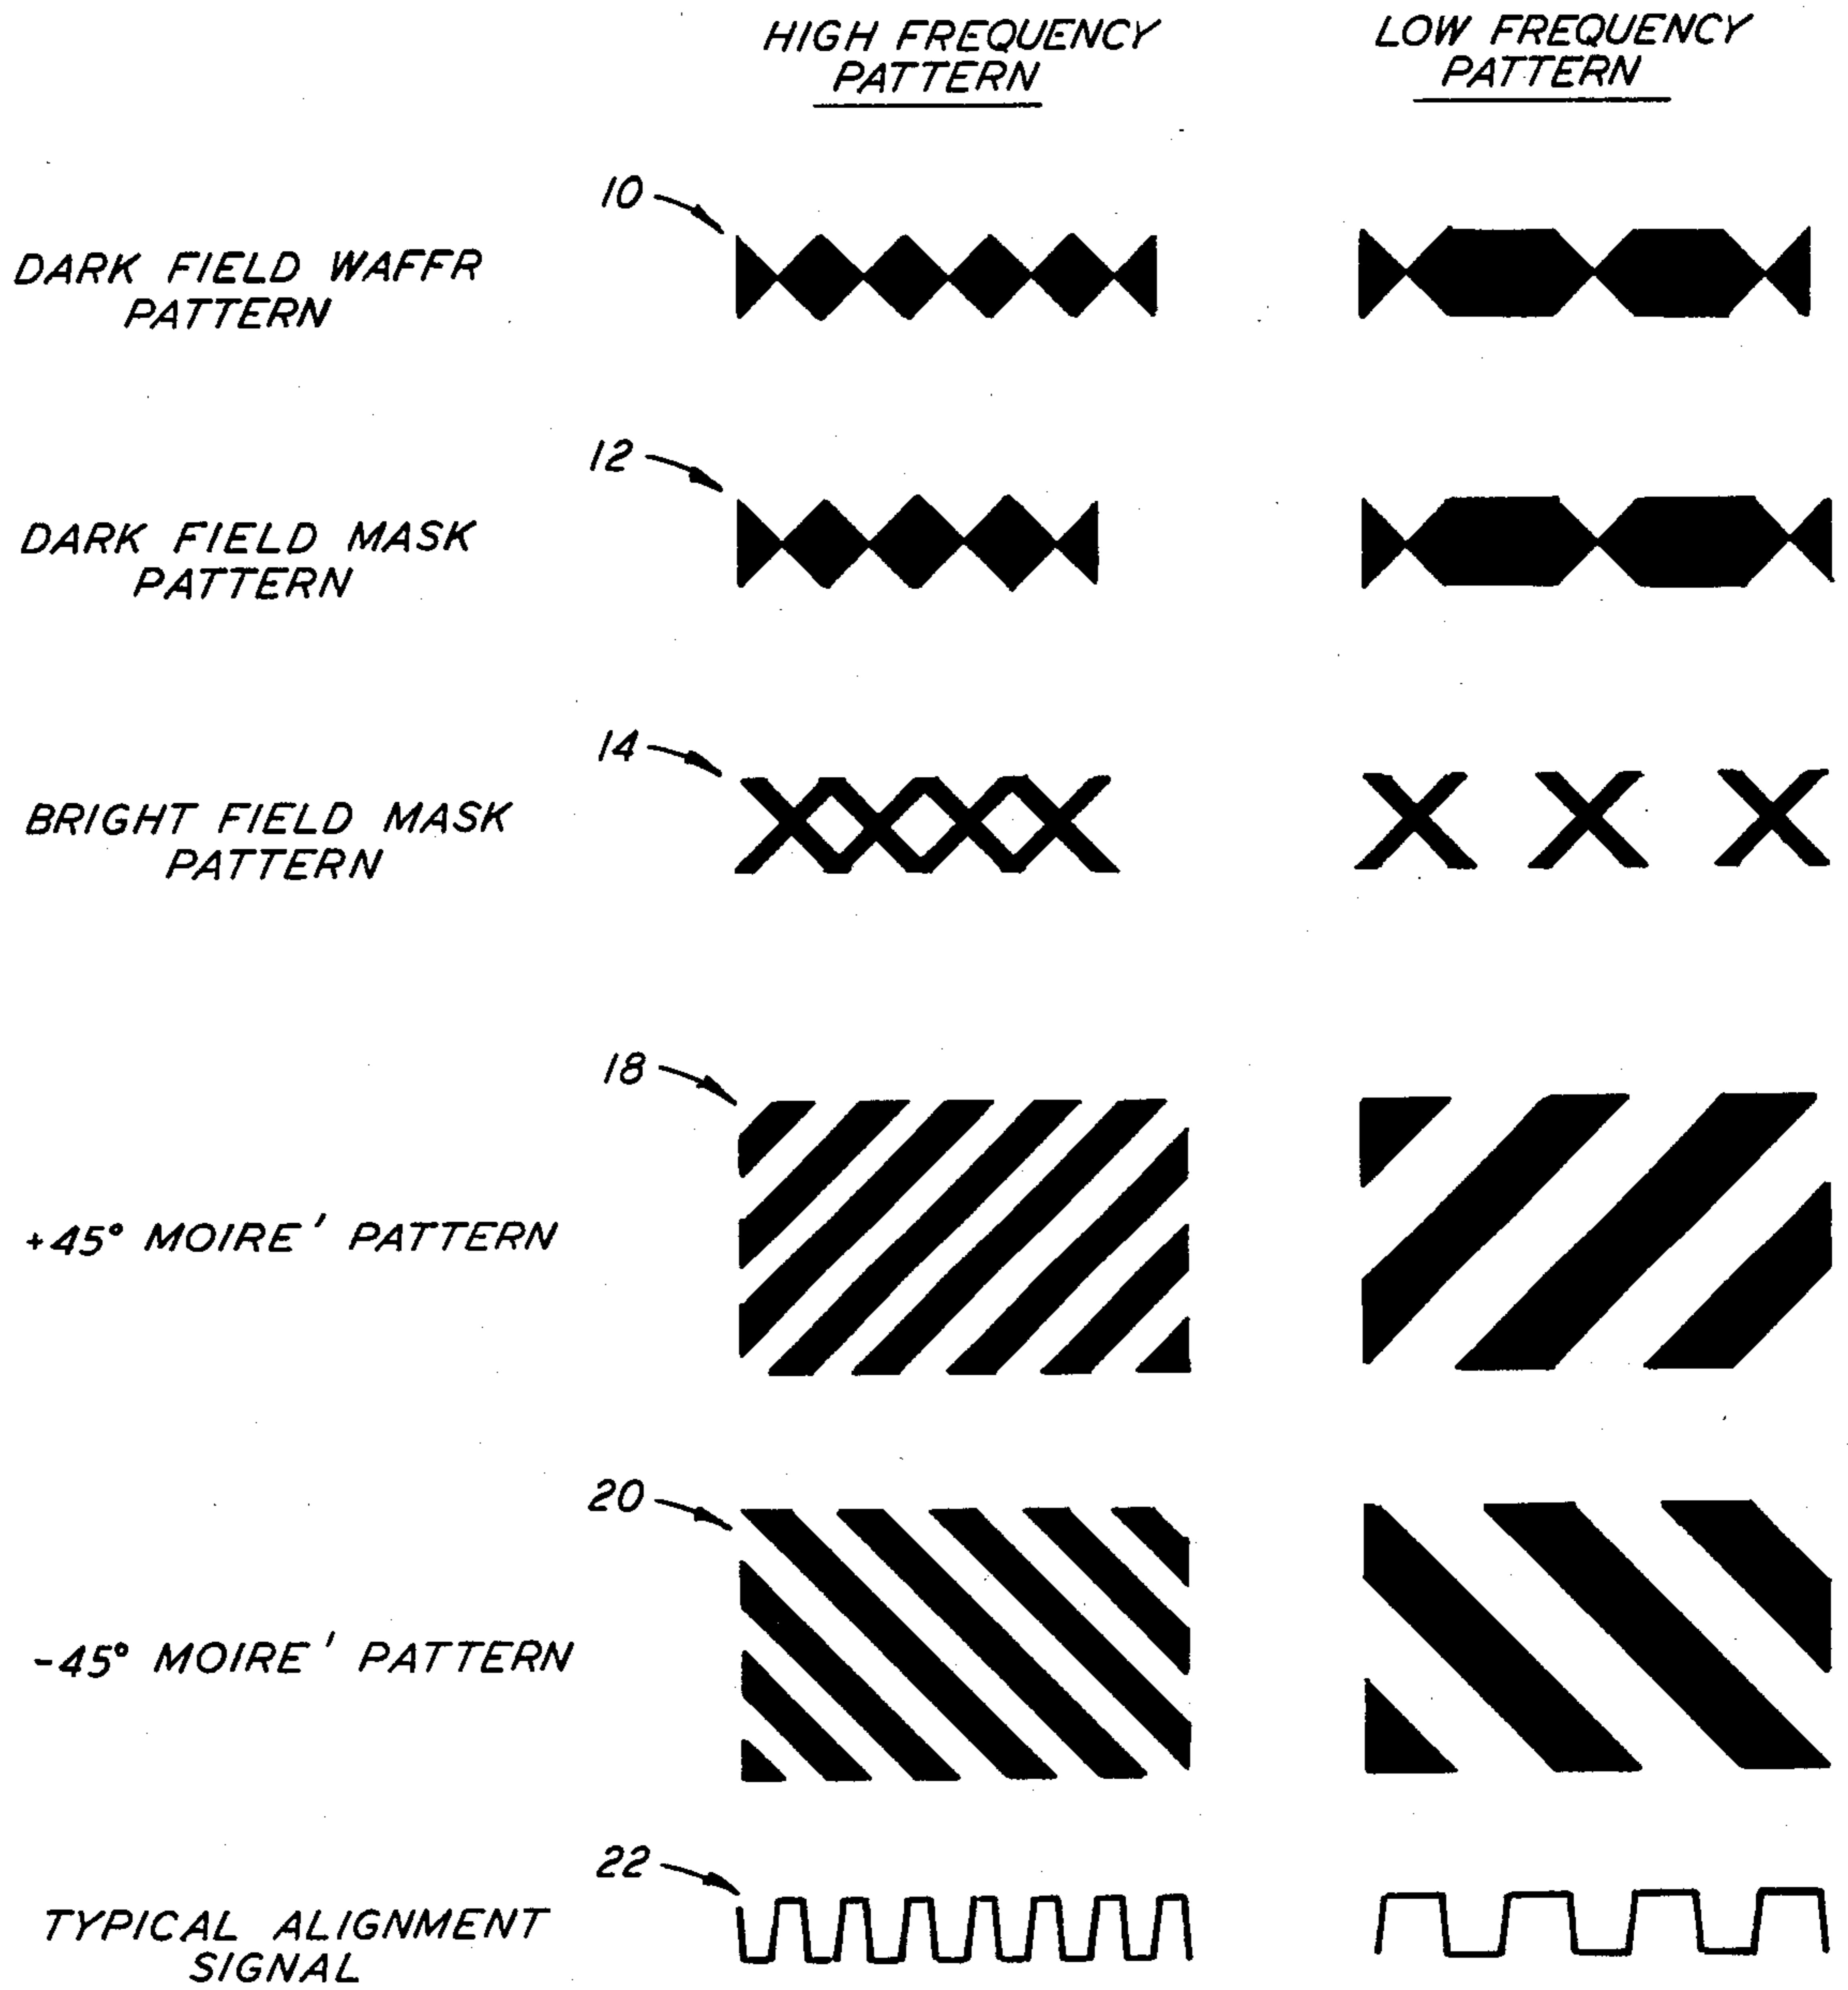 HIGH FREQUENCY
PATTERN
LOW FREQUENCY
PATTERN
10
DARK FIELD WAFFR
PATTERN
12
DARK FIELD MASK
PATTERN
14
BRIGHT FIELD MASK
PATTERN
18
+45° MOIRE' PATTERN
20
-45° MOIRE' PATTERN
22
TYPICAL ALIGNMENT
SIGNAL